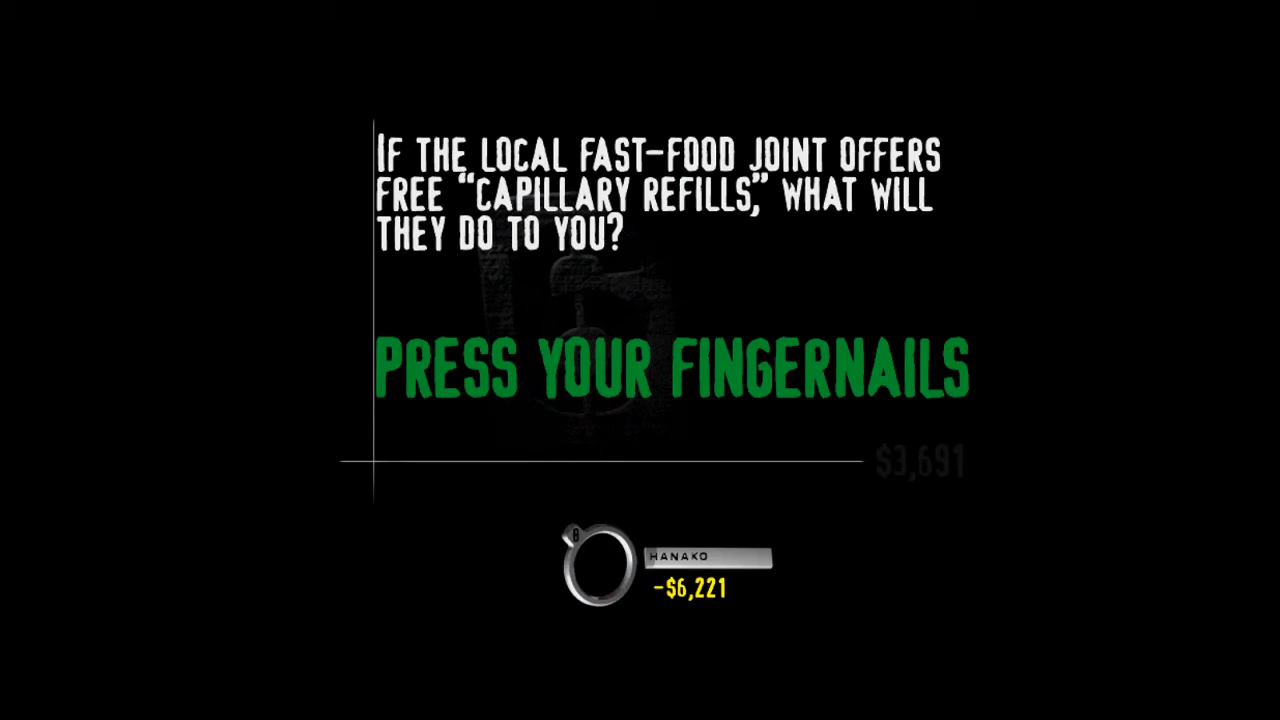 IF THE LOCAL FAST-FOOD JOINT OFFERS
FREE “CAPILLARY REFILLS,” WHAT WILL
THEY DO TO YOU?
PRESS YOUR FINGERNAILS
$3,691
B
HANAKO
-$6,221